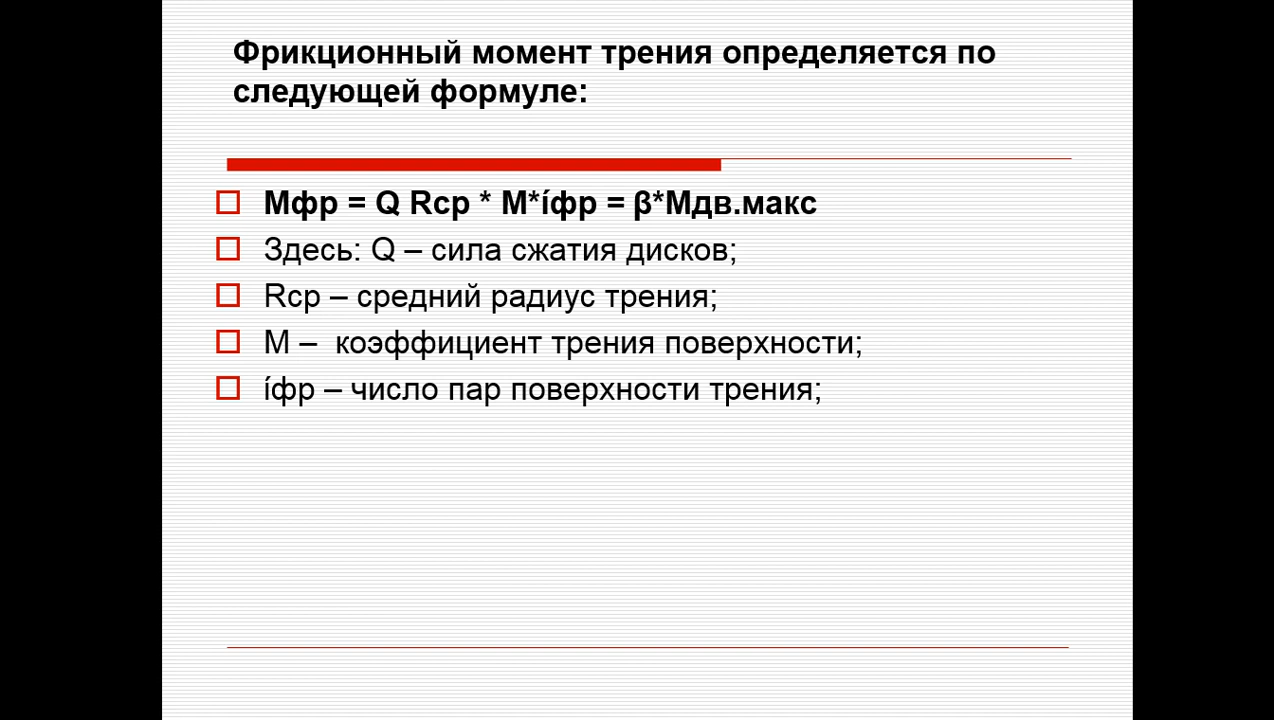 Фрикционный момент трения определяется по
следующей формуле:
Мфр = Q Rср * М*íфр = β*Мдв.макс
Здесь: Q – сила сжатия дисков;
Rср – средний радиус трения;
М – коэффициент трения поверхности;
íфр – число пар поверхности трения;